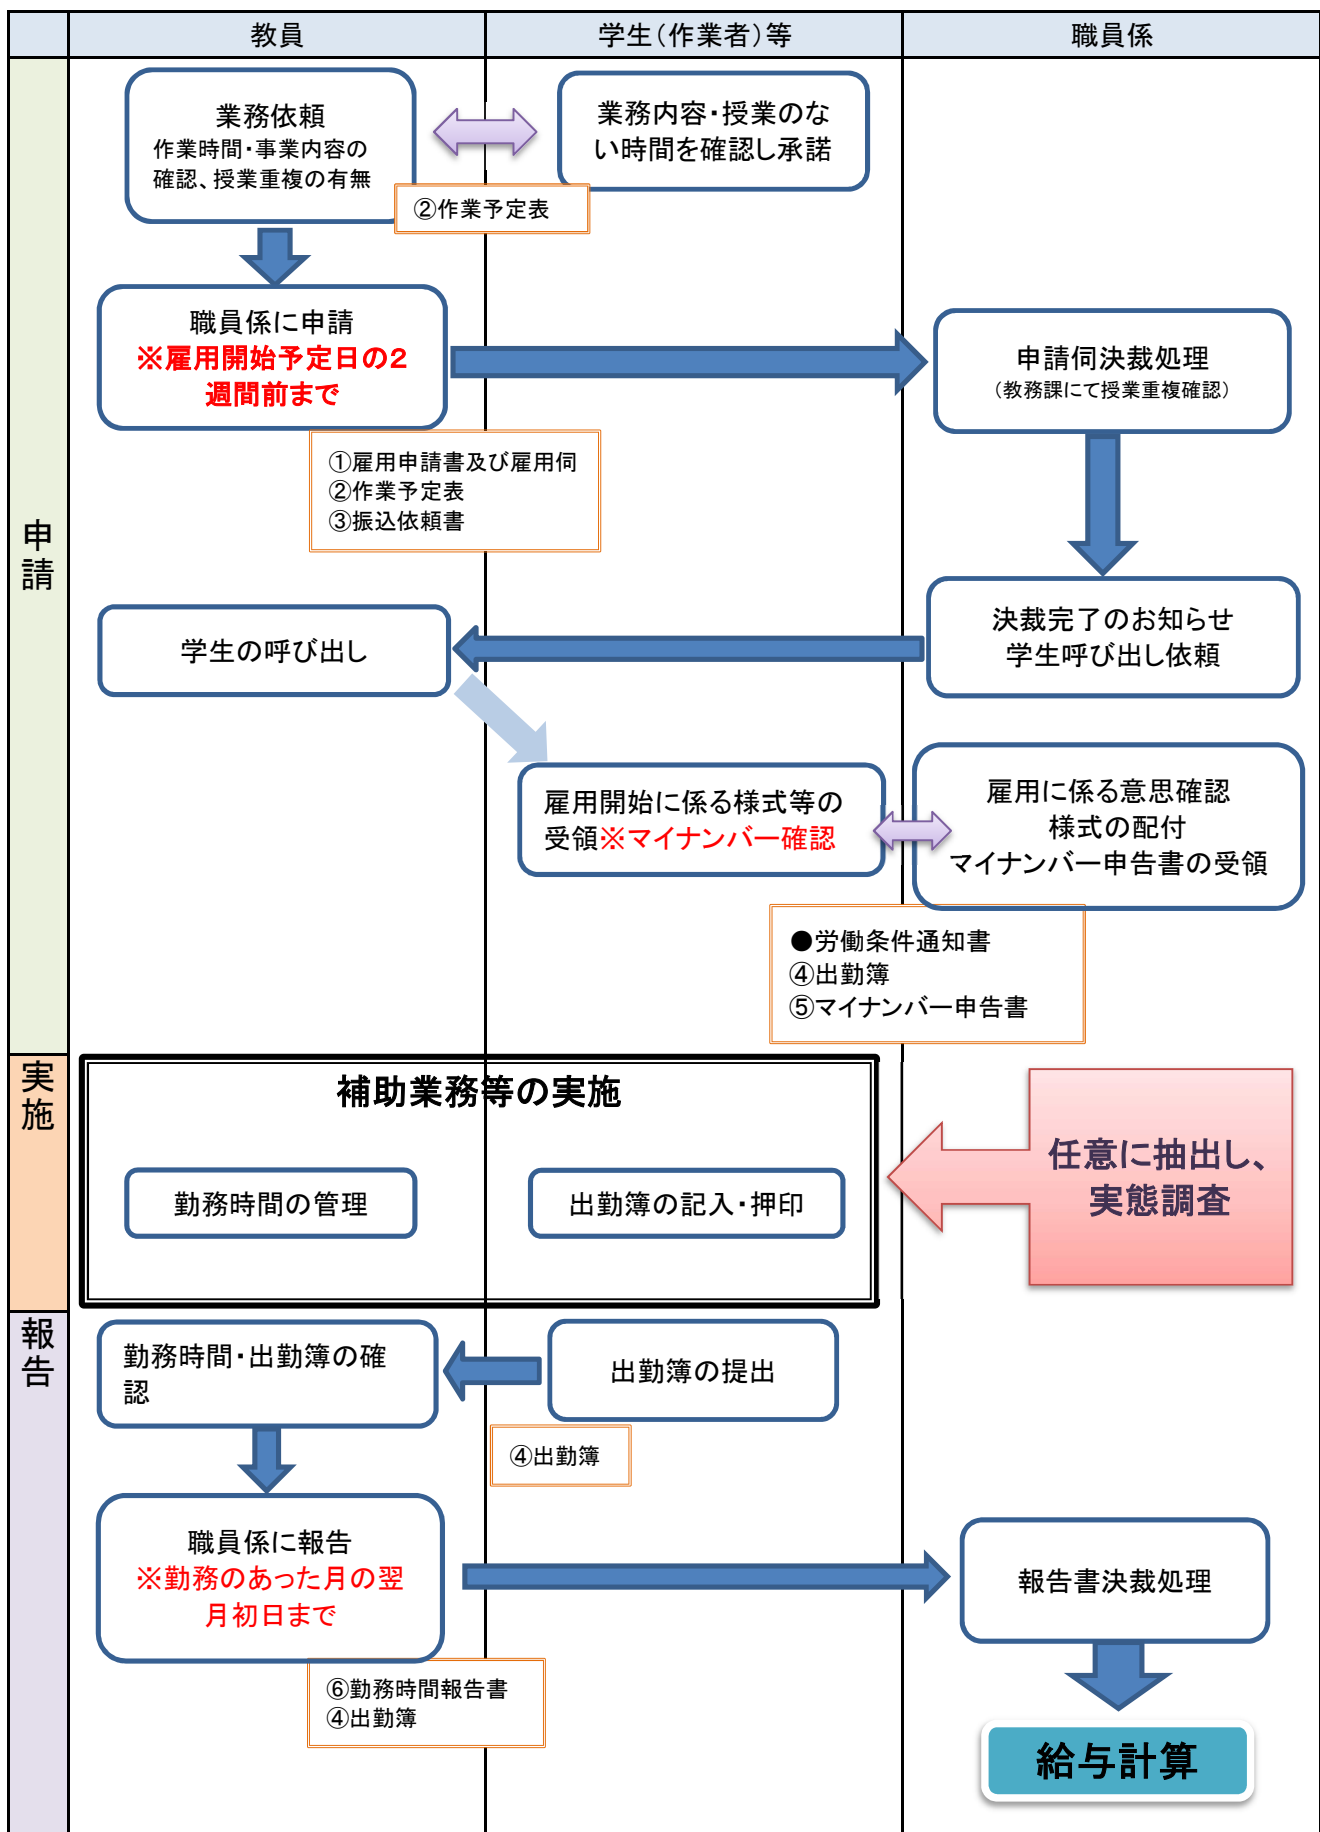 教員
学生(作業者)等
職員係
申請
業務依頼
作業時間・事業内容の
確認、授業重複の有無
業務内容・授業のな
い時間を確認し承諾
②作業予定表
職員係に申請
※雇用開始予定日の2
週間前まで
申請伺決裁処理
(教務課にて授業重複確認)
①雇用申請書及び雇用伺
②作業予定表
③振込依頼書
決裁完了のお知らせ
学生呼び出し依頼
学生の呼び出し
雇用開始に係る様式等の
受領※マイナンバー確認
雇用に係る意思確認
様式の配付
マイナンバー申告書の受領
●労働条件通知書
④出勤簿
⑤マイナンバー申告書
実施
補助業務等の実施
勤務時間の管理
出勤簿の記入・押印
任意に抽出し、
実態調査
報告
勤務時間・出勤簿の確
認
出勤簿の提出
④出勤簿
職員係に報告
※勤務のあった月の翌
月初日まで
報告書決裁処理
⑥勤務時間報告書
④出勤簿
給与計算